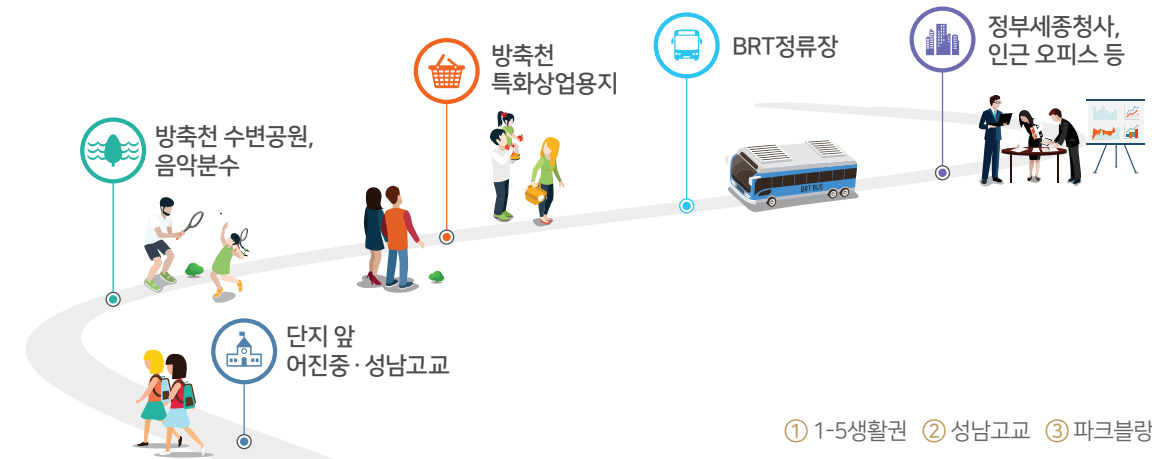 정부세종청사,
인근 오피스 등
BRT정류장
방축천
특화상업용지
방축천 수변공원,
음악분수
BRT BUS
단지 앞
어진중 · 성남고교
① 1-5생활권 ② 성남고교 ③ 파크블랑